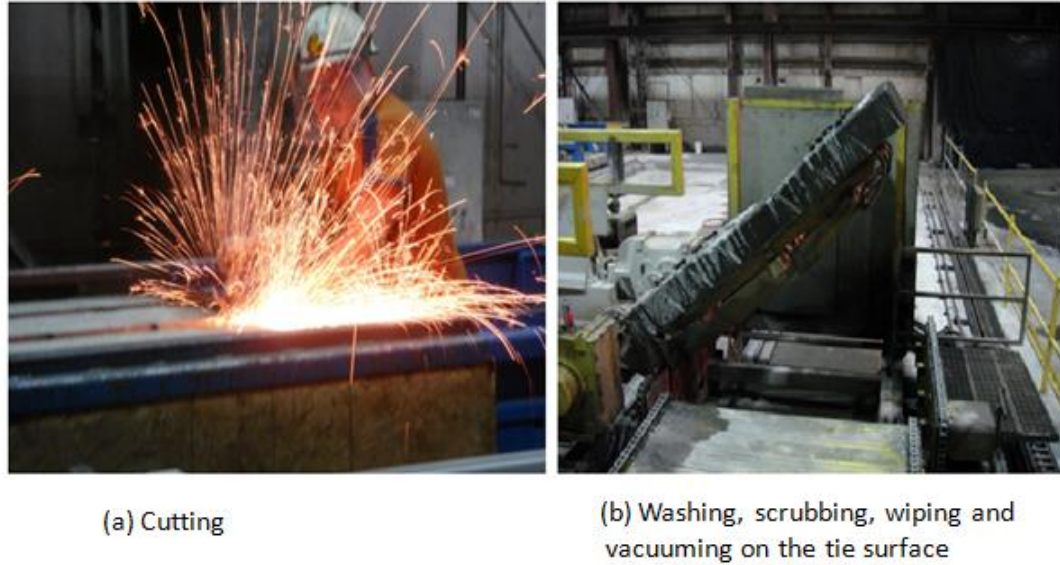 (a) Cutting
(b) Washing, scrubbing, wiping and
vacuuming on the tie surface